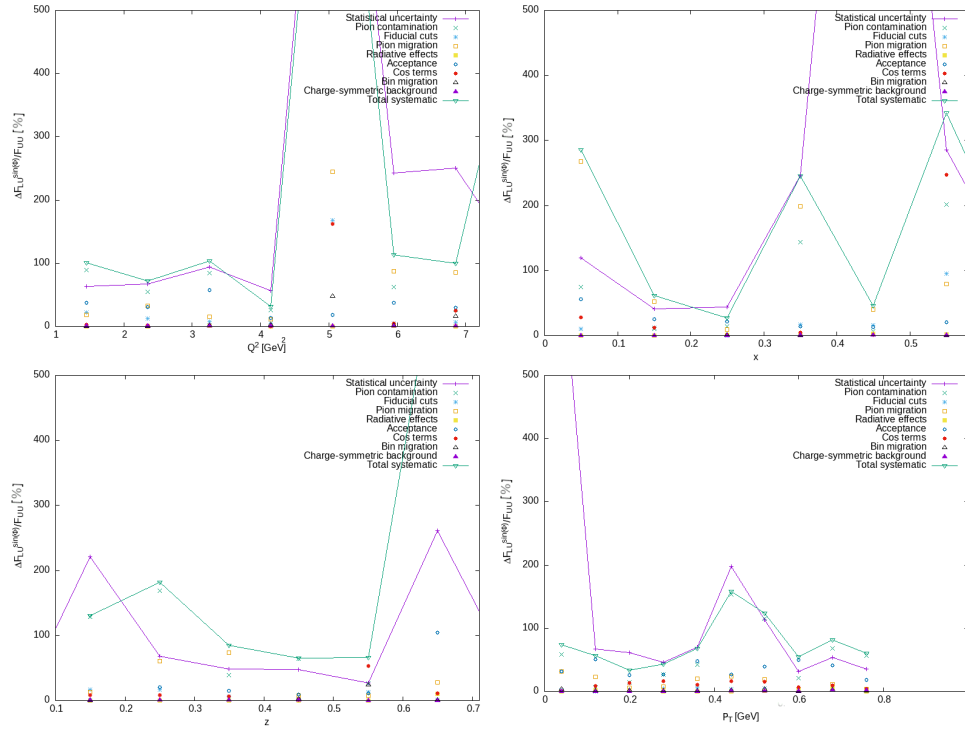 500
400
300
200
100
0
ΔF_LU^sin(Φ)/F_UU [%]
Statistical uncertainty
Pion contamination
Fiducial cuts
Pion migration
Radiative effects
Acceptance
Cos terms
Bin migration
Charge-symmetric background
Total systematic
1 2 3 4 5 6 7
Q² [GeV]²
500
400
300
200
100
0
ΔF_LU^sin(Φ)/F_UU [%]
Statistical uncertainty
Pion contamination
Fiducial cuts
Pion migration
Radiative effects
Acceptance
Cos terms
Bin migration
Charge-symmetric background
Total systematic
0 0.1 0.2 0.3 0.4 0.5
x
500
400
300
200
100
0
ΔF_LU^sin(Φ)/F_UU [%]
Statistical uncertainty
Pion contamination
Fiducial cuts
Pion migration
Radiative effects
Acceptance
Cos terms
Bin migration
Charge-symmetric background
Total systematic
0.1 0.2 0.3 0.4 0.5 0.6 0.7
z
500
400
300
200
100
0
ΔF_LU^sin(Φ)/F_UU [%]
Statistical uncertainty
Pion contamination
Fiducial cuts
Pion migration
Radiative effects
Acceptance
Cos terms
Bin migration
Charge-symmetric background
Total systematic
0 0.2 0.4 0.6 0.8
P_T [GeV]